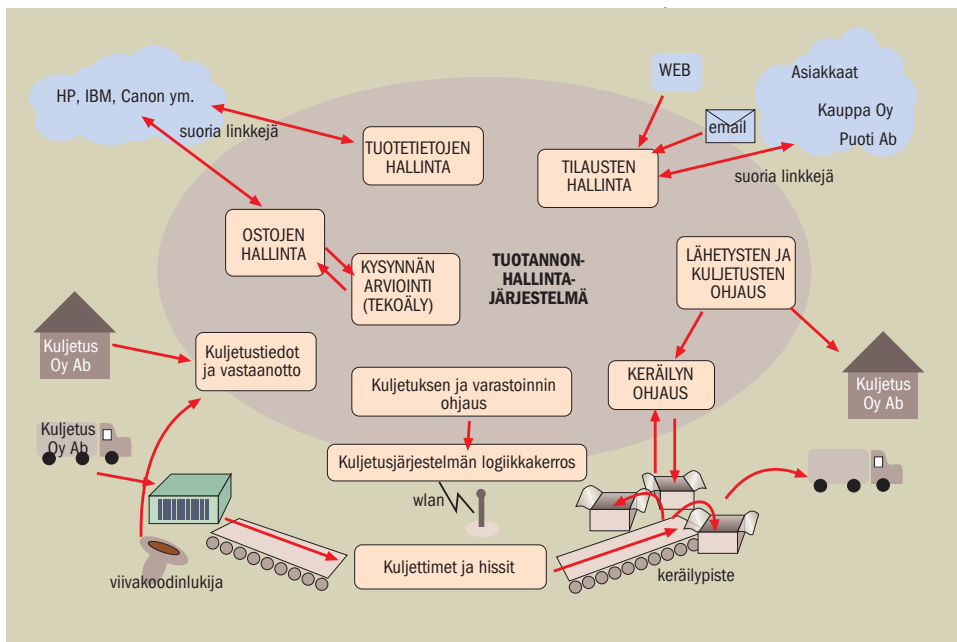 HP, IBM, Canon ym.
suoria linkkejä
WEB
email
Asiakkaat
Kauppa Oy
Puoti Ab
suoria linkkejä
TUOTETIETOJEN
HALLINTA
TILAUSTEN
HALLINTA
OSTOJEN
HALLINTA
KYSYNNÄN
ARVIOINTI
(TEKOÄLY)
TUOTANNON-
HALLINTA-
JÄRJESTELMÄ
LÄHETYSTEN JA
KULJETUSTEN
OHJAUS
Kuljetus
Oy Ab
Kuljetustiedot
ja vastaanotto
Kuljetuksen ja varastoinnin
ohjaus
KERÄILYN
OHJAUS
Kuljetus
Oy Ab
Kuljetus
Oy Ab
Kuljetusjärjestelmän logiikkakerros
wlan
Kuljettimet ja hissit
viivakoodinlukija
keräilypiste